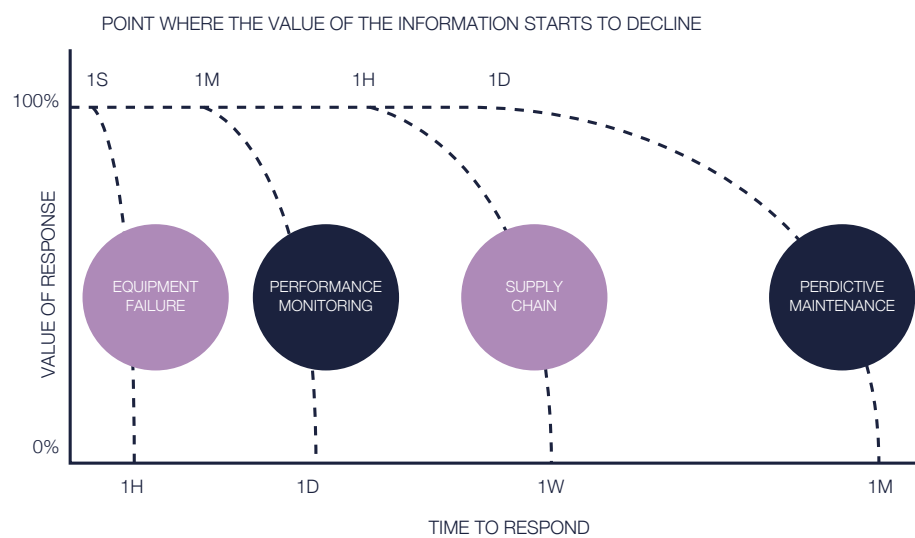 POINT WHERE THE VALUE OF THE INFORMATION STARTS TO DECLINE
1S
1M
1H
1D
100%
VALUE OF RESPONSE
EQUIPMENT
FAILURE
PERFORMANCE
MONITORING
SUPPLY
CHAIN
PERDICTIVE
MAINTENANCE
0%
1H
1D
1W
1M
TIME TO RESPOND